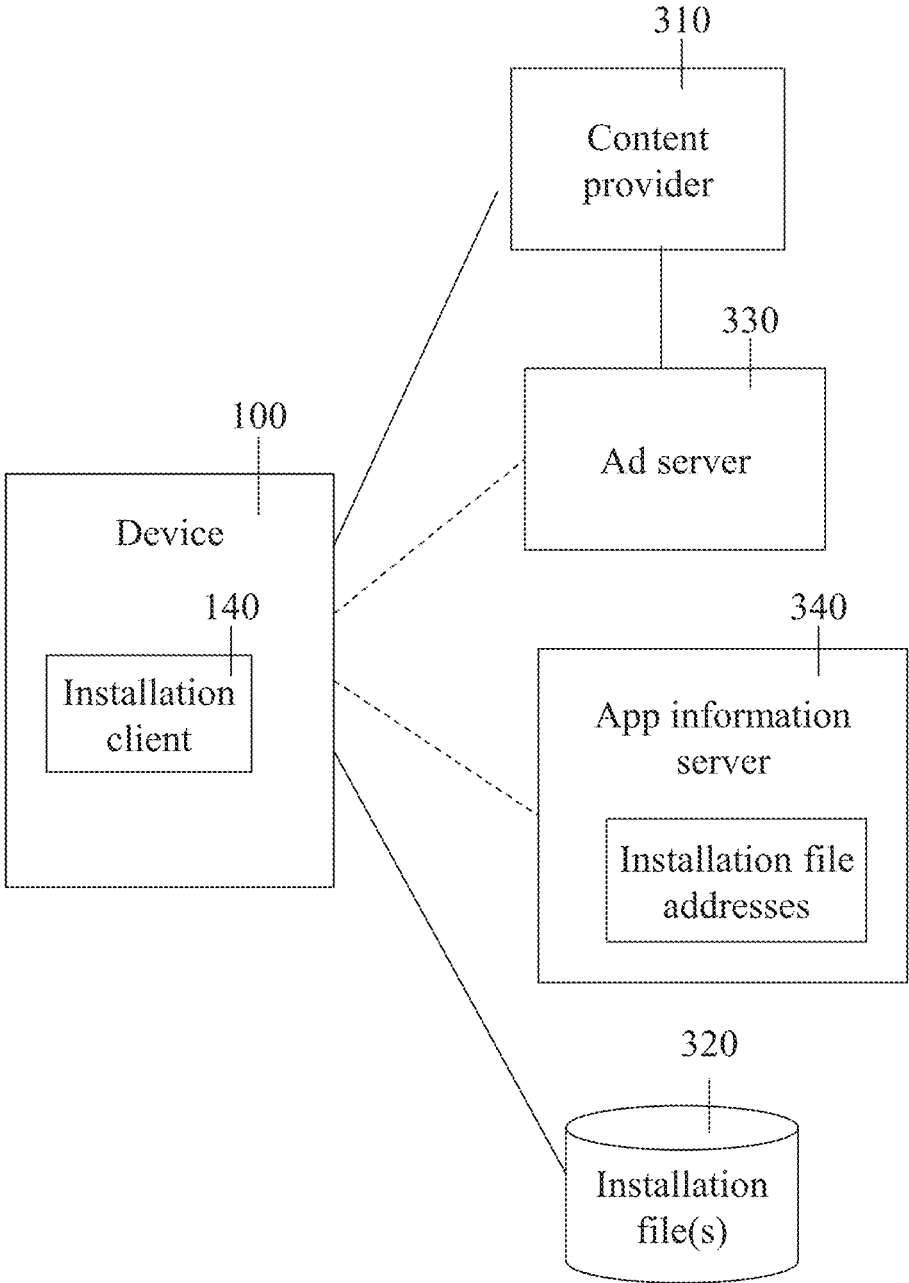 310
Content
provider
330
Ad server
100
Device
140
Installation
client
340
App information
server
Installation file
addresses
320
Installation
file(s)